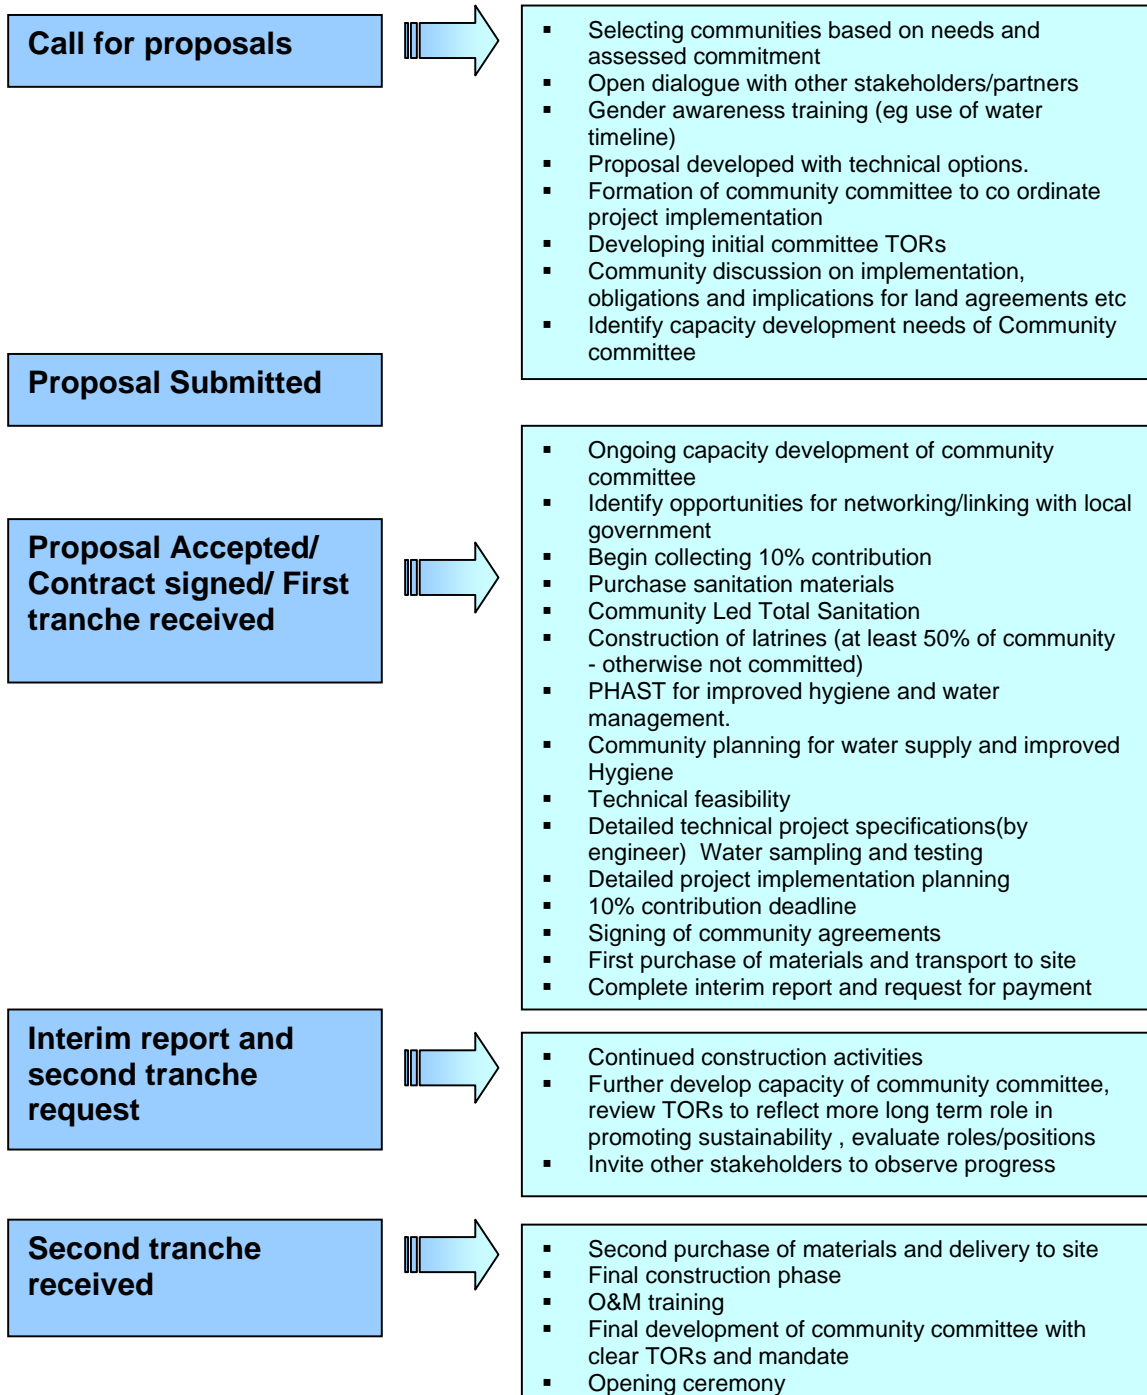 Call for proposals
▪ Selecting communities based on needs and
assessed commitment
▪ Open dialogue with other stakeholders/partners
▪ Gender awareness training (eg use of water
timeline)
▪ Proposal developed with technical options.
▪ Formation of community committee to co ordinate
project implementation
▪ Developing initial committee TORs
▪ Community discussion on implementation,
obligations and implications for land agreements etc
▪ Identify capacity development needs of Community
committee
Proposal Submitted
Proposal Accepted/
Contract signed/ First
tranche received
▪ Ongoing capacity development of community
committee
▪ Identify opportunities for networking/linking with local
government
▪ Begin collecting 10% contribution
▪ Purchase sanitation materials
▪ Community Led Total Sanitation
▪ Construction of latrines (at least 50% of community
- otherwise not committed)
▪ PHAST for improved hygiene and water
management.
▪ Community planning for water supply and improved
Hygiene
▪ Technical feasibility
▪ Detailed technical project specifications(by
engineer)  Water sampling and testing
▪ Detailed project implementation planning
▪ 10% contribution deadline
▪ Signing of community agreements
▪ First purchase of materials and transport to site
▪ Complete interim report and request for payment
Interim report and
second tranche
request
▪ Continued construction activities
▪ Further develop capacity of community committee,
review TORs to reflect more long term role in
promoting sustainability , evaluate roles/positions
▪ Invite other stakeholders to observe progress
Second tranche
received
▪ Second purchase of materials and delivery to site
▪ Final construction phase
▪ O&M training
▪ Final development of community committee with
clear TORs and mandate
▪ Opening ceremony